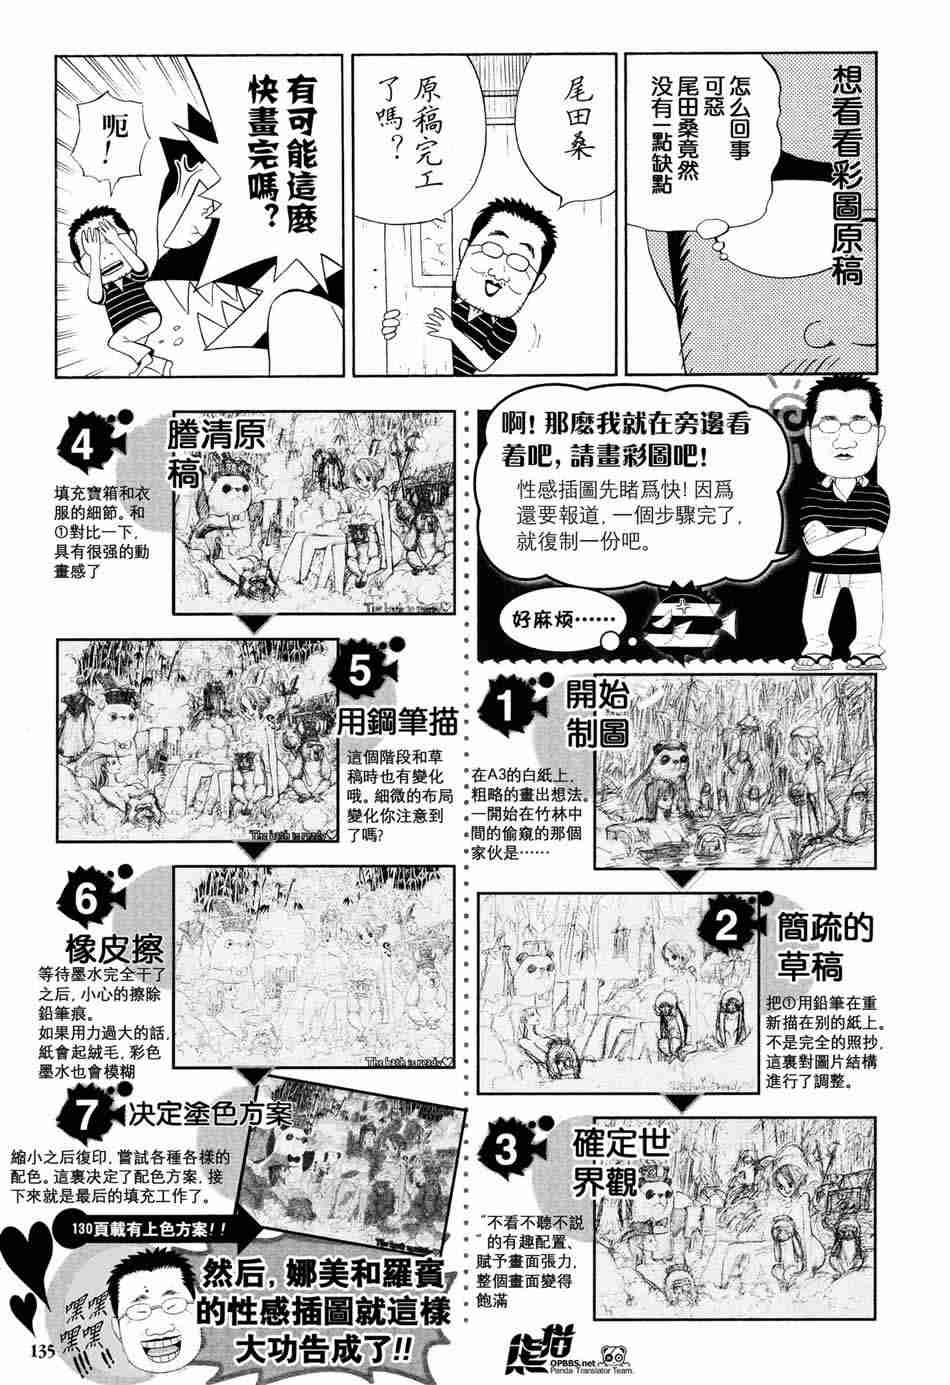 想看看彩圖原稿
怎么回事
可惡
尾田桑竟然
没有一點缺點
尾田桑
原稿完工
了嗎？
有可能這麼
快畫完嗎？
呃！
啊！那麼我就在旁邊看
着吧，請畫彩圖吧！
性感插圖先睹爲快！因爲
還要報道，一個步驟完了，
就復制一份吧。
好麻烦……
1
開始
制圖
在A3的白紙上，
粗略的畫出想法。
一開始在竹林中
間的偷窺的那個
家伙是……
2
簡疏的
草稿
把①用鉛筆在重
新描在别的紙上。
不是完全的照抄，
這裏對圖片結構
進行了調整。
3
確定世
界觀
“不看不聽不説
的有趣配置、
賦予畫面張力，
整個畫面變得
飽滿
4
謄清原
稿
填充寶箱和衣
服的細節。和
①對比一下，
具有很强的動
畫感了
The bath is ready♡
5
用鋼筆描
這個階段和草
稿時也有變化
哦。細微的布局
變化你注意到
了嗎？
The bath is ready♡
6
橡皮擦
等待墨水完全干了
之后，小心的擦除
鉛筆痕。
如果用力過大的話，
紙會起絨毛，彩色
墨水也會模糊
The bath is ready♡
7
决定塗色方案
縮小之后復印，嘗試各種各樣的
配色。這裏决定了配色方案，接
下來就是最后的填充工作了。
130頁載有上色方案！！
嘿嘿
嘿嘿
!! !!
然后，娜美和羅賓
的性感插圖就這樣
大功告成了!!
135
OPBBS.net
Panda Translator Team.